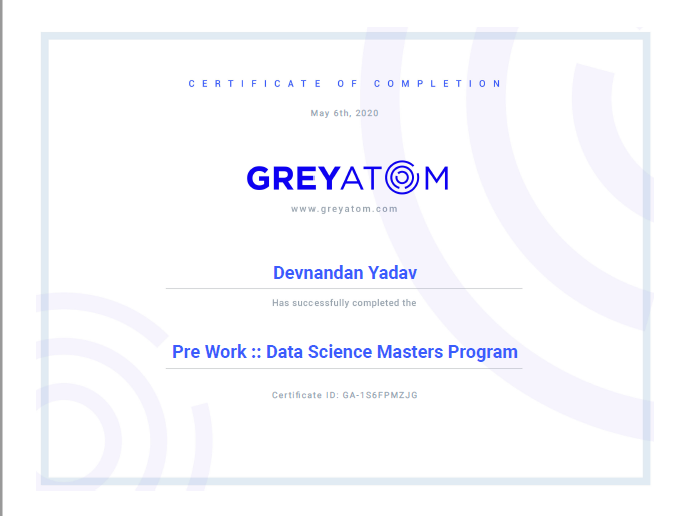 CERTIFICATE OF COMPLETION
May 6th, 2020
GREYATOM
www.greyatom.com
Devnandan Yadav
Has successfully completed the
Pre Work :: Data Science Masters Program
Certificate ID: GA-1S6FPMZJG